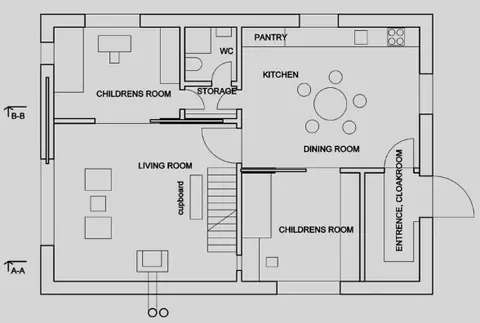 PANTRY
WC
KITCHEN
STORAGE
CHILDRENS ROOM
B-B
DINING ROOM
LIVING ROOM
cupboard
ENTRENCE, CLOAKROOM
CHILDRENS ROOM
A-A